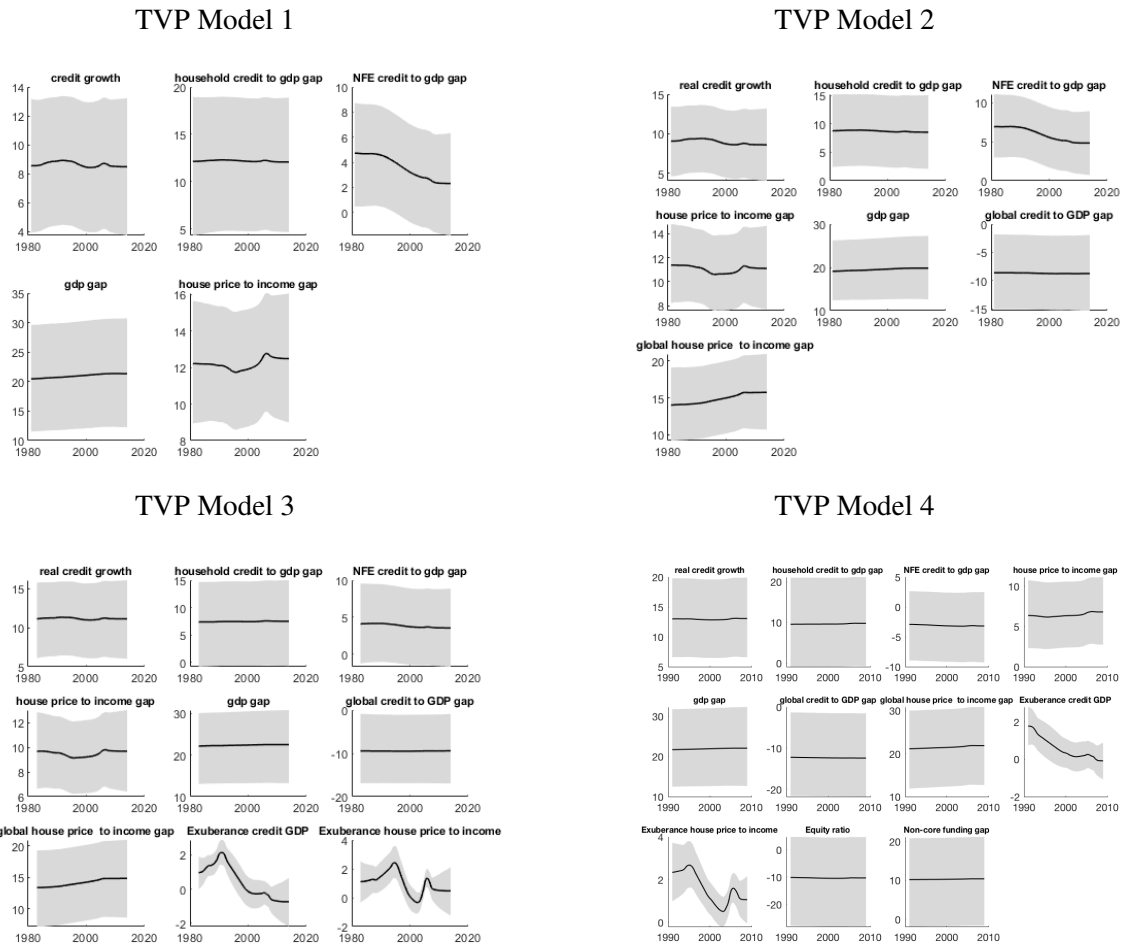 TVP Model 1
TVP Model 2
credit growth
household credit to gdp gap
NFE credit to gdp gap
14
12
10
8
6
4
1980 2000 2020
20
15
10
5
1980 2000 2020
10
8
6
4
2
0
1980 2000 2020
gdp gap
house price to income gap
35
30
25
20
15
10
1980 2000 2020
16
14
12
10
8
1980 2000 2020
real credit growth
household credit to gdp gap
NFE credit to gdp gap
15
10
5
1980 2000 2020
15
10
5
0
1980 2000 2020
10
5
0
1980 2000 2020
house price to income gap
gdp gap
global credit to GDP gap
14
12
10
8
1980 2000 2020
30
20
10
1980 2000 2020
0
-5
-10
-15
1980 2000 2020
global house price to income gap
20
15
10
1980 2000 2020
TVP Model 3
TVP Model 4
real credit growth
household credit to gdp gap
NFE credit to gdp gap
15
10
5
1980 2000 2020
15
10
5
0
1980 2000 2020
10
5
0
1980 2000 2020
house price to income gap
gdp gap
global credit to GDP gap
12
10
8
6
1980 2000 2020
30
20
10
1980 2000 2020
0
-10
-20
1980 2000 2020
global house price to income gap
Exuberance credit GDP
Exuberance house price to income
20
15
10
1980 2000 2020
2
0
-2
1980 2000 2020
4
2
0
-2
1980 2000 2020
real credit growth
household credit to gdp gap
NFE credit to gdp gap
house price to income gap
20
15
10
5
1990 2000 2010
20
10
0
1990 2000 2010
5
0
-5
-10
1990 2000 2010
10
5
0
1990 2000 2010
gdp gap
global credit to GDP gap
global house price to income gap
Exuberance credit GDP
30
20
10
1990 2000 2010
0
-10
-20
1990 2000 2010
30
20
10
1990 2000 2010
2
0
-2
1990 2000 2010
Exuberance house price to income
Equity ratio
Non-core funding gap
4
2
0
1990 2000 2010
0
-10
-20
1990 2000 2010
20
10
0
1990 2000 2010